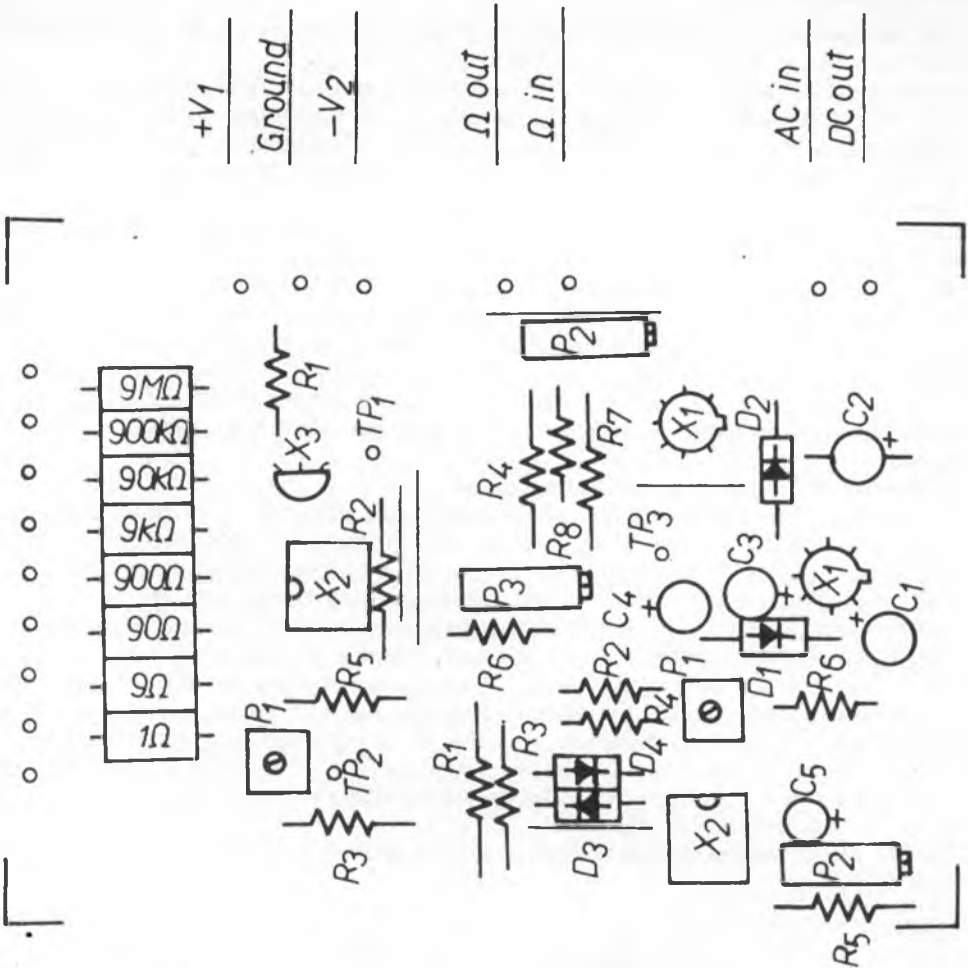 +V1
Ground
-V2
Ω out
Ω in
AC in
DC out
9MΩ
900KΩ
90KΩ
9KΩ
900Ω
90Ω
9Ω
1Ω
R1
X3
TP1
X2
R2
R5
P1
TP2
R3
P2
R4
R8
R7
P3
R6
R1
R3
D3
D4
R2
R4
C4
TP3
X1
D2
C2
C3
X1
C1
D1
R6
P1
X2
C5
P2
R5